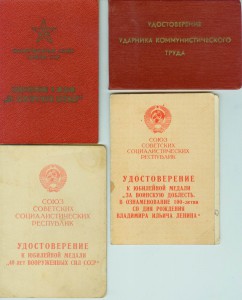 УДОСТОВЕРЕНИЕ
УДАРНИКА КОММУНИСТИЧЕСКОГО
ТРУДА
СОЮЗ
СОВЕТСКИХ
СОЦИАЛИСТИЧЕСКИХ
РЕСПУБЛИК
УДОСТОВЕРЕНИЕ
К ЮБИЛЕЙНОЙ МЕДАЛИ
„ЗА ВОИНСКУЮ ДОБЛЕСТЬ.
В ОЗНАМЕНОВАНИЕ 100-летия
СО ДНЯ РОЖДЕНИЯ
ВЛАДИМИРА ИЛЬИЧА ЛЕНИНА“
СОЮЗ
СОВЕТСКИХ
СОЦИАЛИСТИЧЕСКИХ
РЕСПУБЛИК
УДОСТОВЕРЕНИЕ
К ЮБИЛЕЙНОЙ МЕДАЛИ
ЛЕТ ВООРУЖЕННЫХ СИЛ СССР“